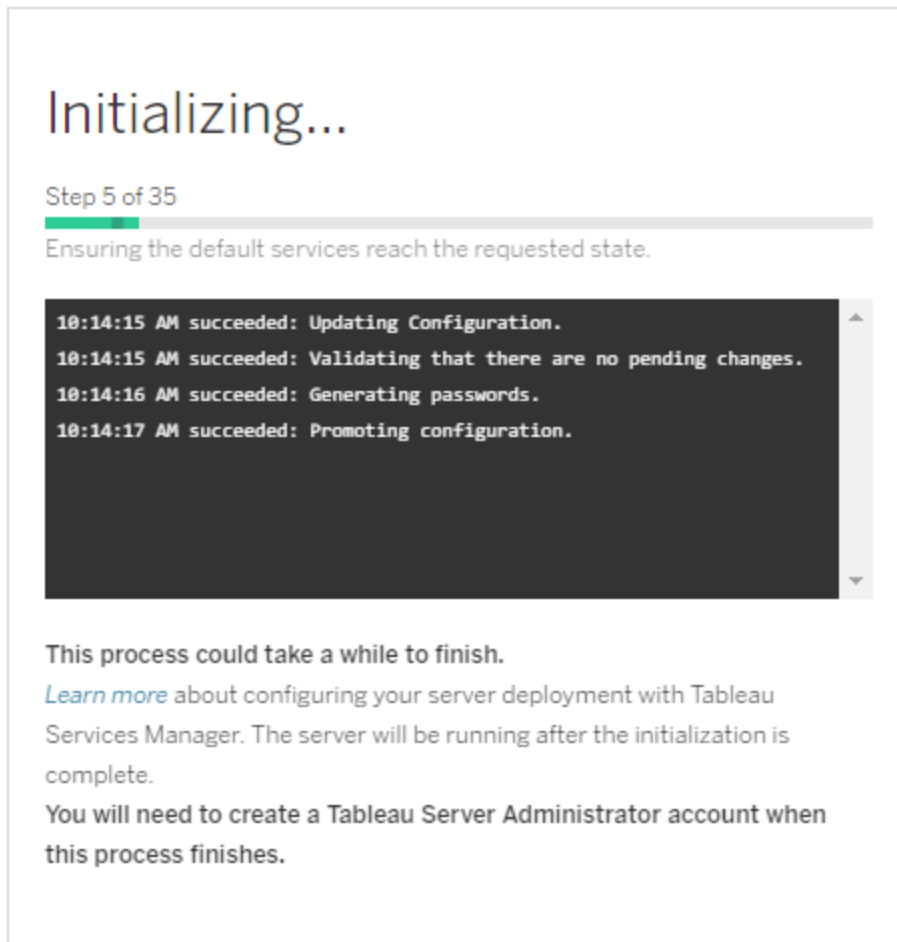 Initializing...
Step 5 of 35
Ensuring the default services reach the requested state.
10:14:15 AM succeeded: Updating Configuration.
10:14:15 AM succeeded: Validating that there are no pending changes.
10:14:16 AM succeeded: Generating passwords.
10:14:17 AM succeeded: Promoting configuration.
This process could take a while to finish.
Learn more about configuring your server deployment with Tableau
Services Manager. The server will be running after the initialization is
complete.
You will need to create a Tableau Server Administrator account when
this process finishes.